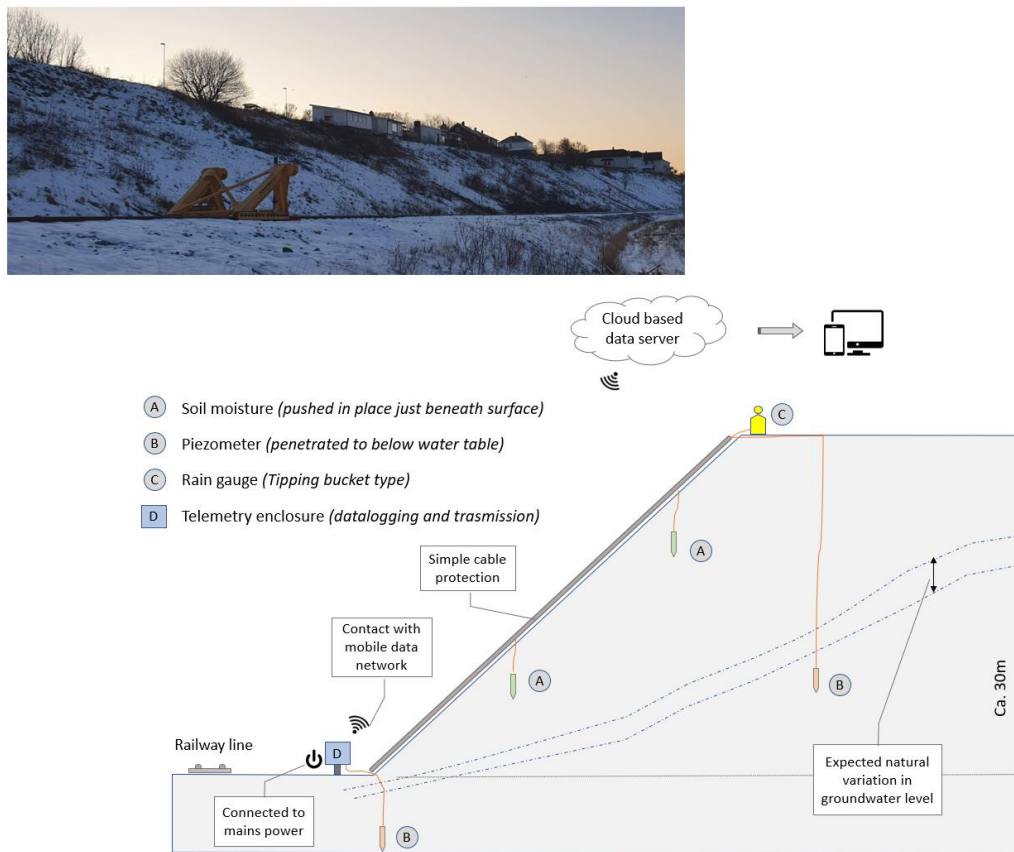 Cloud based
data server
A Soil moisture (pushed in place just beneath surface)
B Piezometer (penetrated to below water table)
C Rain gauge (Tipping bucket type)
D Telemetry enclosure (datalogging and trasmission)
C
A
Simple cable
protection
Contact with
mobile data
network
A
B
Ca. 30m
Railway line
D
Expected natural
variation in
groundwater level
Connected to
mains power
B